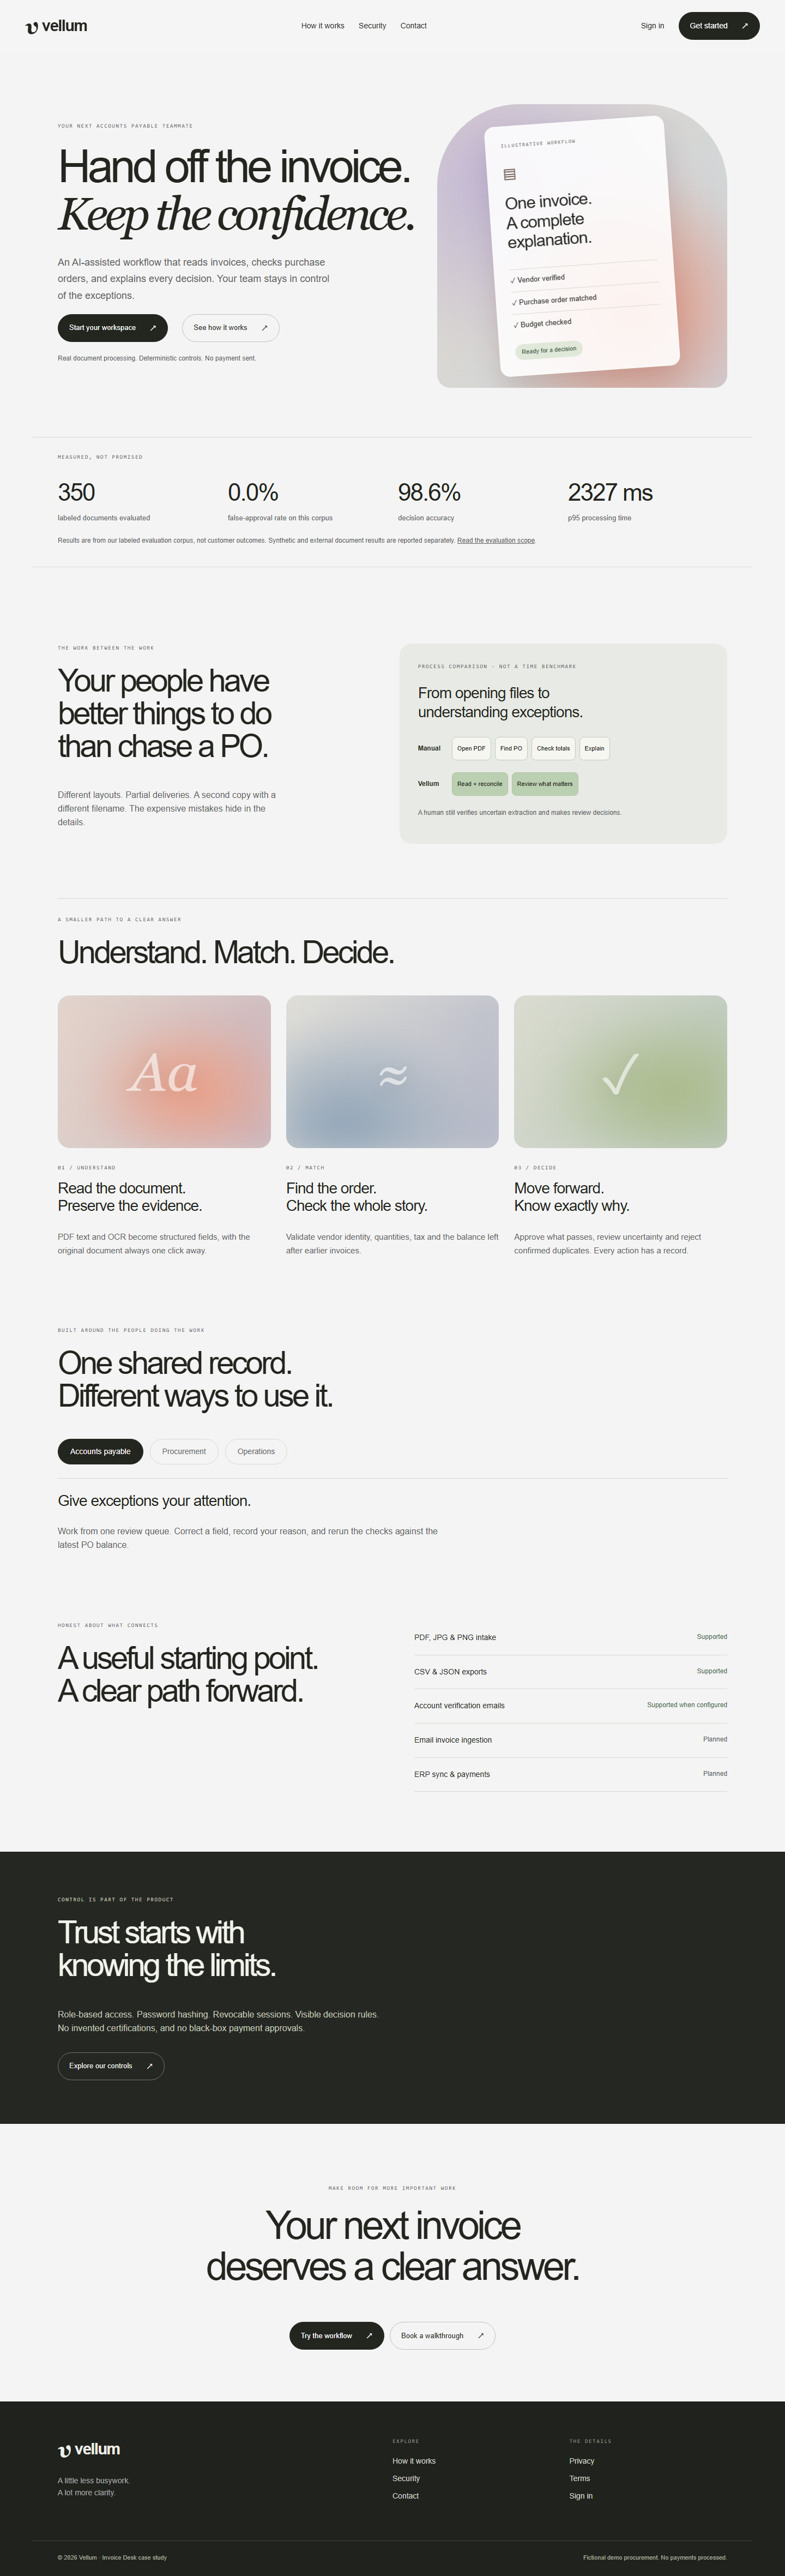 vellum
How it works Security Contact
Sign in Get started ↗
YOUR NEXT ACCOUNTS PAYABLE TEAMMATE
Hand off the invoice.
Keep the confidence.
An AI-assisted workflow that reads invoices, checks purchase
orders, and explains every decision. Your team stays in control
of the exceptions.
Start your workspace ↗ See how it works ↗
Real document processing. Deterministic controls. No payment sent.
ILLUSTRATIVE WORKFLOW
One invoice.
A complete
explanation.
✓ Vendor verified
✓ Purchase order matched
✓ Budget checked
Ready for a decision
MEASURED, NOT PROMISED
350 0.0% 98.6% 2327 ms
labeled documents evaluated false-approval rate on this corpus decision accuracy p95 processing time
Results are from our labeled evaluation corpus, not customer outcomes. Synthetic and external document results are reported separately. Read the evaluation scope.
THE WORK BETWEEN THE WORK
Your people have
better things to do
than chase a PO.
Different layouts. Partial deliveries. A second copy with a
different filename. The expensive mistakes hide in the
details.
PROCESS COMPARISON · NOT A TIME BENCHMARK
From opening files to
understanding exceptions.
Manual Open PDF Find PO Check totals Explain
Vellum Read + reconcile Review what matters
A human still verifies uncertain extraction and makes review decisions.
A SMALLER PATH TO A CLEAR ANSWER
Understand. Match. Decide.
Aa ≈ ✓
01 / UNDERSTAND
Read the document.
Preserve the evidence.
PDF text and OCR become structured fields, with the
original document always one click away.
02 / MATCH
Find the order.
Check the whole story.
Validate vendor identity, quantities, tax and the balance left
after earlier invoices.
03 / DECIDE
Move forward.
Know exactly why.
Approve what passes, review uncertainty and reject
confirmed duplicates. Every action has a record.
BUILT AROUND THE PEOPLE DOING THE WORK
One shared record.
Different ways to use it.
Accounts payable Procurement Operations
Give exceptions your attention.
Work from one review queue. Correct a field, record your reason, and rerun the checks against the
latest PO balance.
HONEST ABOUT WHAT CONNECTS
A useful starting point.
A clear path forward.
PDF, JPG & PNG intake Supported
CSV & JSON exports Supported
Account verification emails Supported when configured
Email invoice ingestion Planned
ERP sync & payments Planned
CONTROL IS PART OF THE PRODUCT
Trust starts with
knowing the limits.
Role-based access. Password hashing. Revocable sessions. Visible decision rules.
No invented certifications, and no black-box payment approvals.
Explore our controls ↗
MAKE ROOM FOR MORE IMPORTANT WORK
Your next invoice
deserves a clear answer.
Try the workflow ↗ Book a walkthrough ↗
vellum
A little less busywork.
A lot more clarity.
EXPLORE
How it works
Security
Contact
THE DETAILS
Privacy
Terms
Sign in
© 2026 Vellum · Invoice Desk case study
Fictional demo procurement. No payments processed.